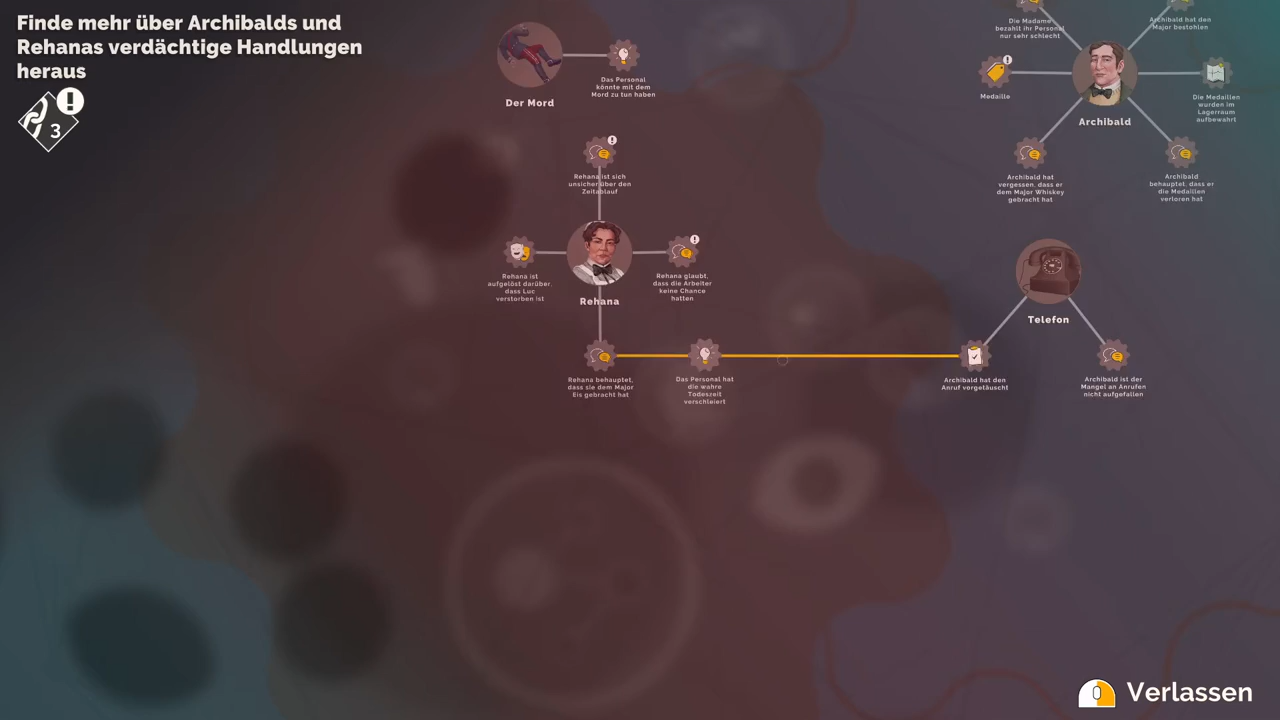 Finde mehr über Archibalds und
Rehanas verdächtige Handlungen
heraus
3
Der Mord
Das Personal
könnte mit dem
Mord zu tun haben
Die Madame
bezahlt ihr Personal
nur sehr schlecht
Archibald hat den
Major bestohlen
Medaille
Archibald
Die Medaillen
wurden im
Lagerraum
aufbewahrt
Archibald hat
vergessen, dass er
dem Major Whiskey
gebracht hat
Archibald
behauptet, dass er
die Medaillen
verloren hat
Rehana ist sich
unsicher über den
Zeitablauf
Rehana ist
aufgelöst darüber,
dass Luc
verstorben ist
Rehana
Rehana glaubt,
dass die Arbeiter
keine Chance
hatten
Telefon
Rehana behauptet,
dass sie dem Major
Eis gebracht hat
Das Personal hat
die wahre
Todeszeit
verschleiert
Archibald hat den
Anruf vorgetäuscht
Archibald ist der
Mangel an Anrufen
nicht aufgefallen
Verlassen